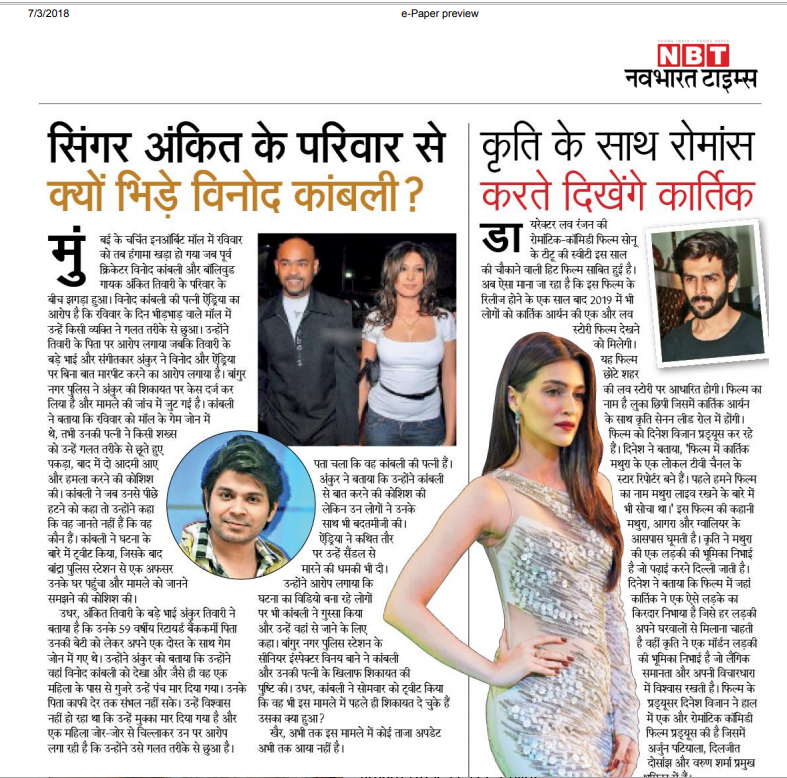 7/3/2018
e-Paper preview
NBT
नवभारत टाइम्स
सिंगर अंकित के परिवार से
क्यों भिड़े विनोद कांबली?
मुंबई के चर्चित इनऑर्बिट मॉल में रविवार
को तब हंगामा खड़ा हो गया जब पूर्व
क्रिकेटर विनोद कांबली और बॉलिवुड
गायक अंकित तिवारी के परिवार के
बीच झगड़ा हुआ। विनोद कांबली की पत्नी ऐंड्रिया का
आरोप है कि रविवार के दिन भीड़भाड़ वाले मॉल में
उन्हें किसी व्यक्ति ने गलत तरीके से छुआ। उन्होंने
तिवारी के पिता पर आरोप लगाया जबकि तिवारी के
बड़े भाई और संगीतकार अंकुर ने विनोद और ऐंड्रिया
पर बिना बात मारपीट करने का आरोप लगाया है। बांगुर
नगर पुलिस ने अंकुर की शिकायत पर केस दर्ज कर
लिया है और मामले की जांच में जुट गई है। कांबली
ने बताया कि रविवार को मॉल के गेम जोन में
थे, तभी उनकी पत्नी ने किसी शख्स
को उन्हें गलत तरीके से छूते हुए
पकड़ा, बाद में दो आदमी आए
और हमला करने की कोशिश
की। कांबली ने जब उनसे पीछे
हटने को कहा तो उन्होंने कहा
कि वह जानते नहीं हैं कि वह
कौन हैं। कांबली ने घटना के
बारे में ट्वीट किया, जिसके बाद
बांद्रा पुलिस स्टेशन से एक अफसर
उनके घर पहुंचा और मामले को जानने
समझने की कोशिश की।
उधर, अंकित तिवारी के बड़े भाई अंकुर तिवारी ने
बताया है कि उनके 59 वर्षीय रिटायर्ड बैंककर्मी पिता
उनकी बेटी को लेकर अपने एक दोस्त के साथ गेम
जोन में गए थे। उन्होंने अंकुर को बताया कि उन्होंने
वहां विनोद कांबली को देखा और जैसे ही वह एक
महिला के पास से गुजरे उन्हें पंच मार दिया गया। उनके
पिता काफी देर तक संभल नहीं सके। उन्हें विश्वास
नहीं हो रहा था कि उन्हें मुक्का मार दिया गया है और
एक महिला जोर-जोर से चिल्लाकर उन पर आरोप
लगा रही है कि उन्होंने उसे गलत तरीके से छुआ है।
पता चला कि वह कांबली की पत्नी हैं।
अंकुर ने बताया कि उन्होंने कांबली
से बात करने की कोशिश की
लेकिन उन लोगों ने उनके
साथ भी बदतमीजी की।
ऐंड्रिया ने कथित तौर
पर उन्हें सैंडल से
मारने की धमकी भी दी।
उन्होंने आरोप लगाया कि
घटना का विडियो बना रहे लोगों
पर भी कांबली ने गुस्सा किया
और उन्हें वहां से जाने के लिए
कहा। बांगुर नगर पुलिस स्टेशन के
सीनियर इंस्पेक्टर विनय बाने ने कांबली
और उनकी पत्नी के खिलाफ शिकायत की
पुष्टि की। उधर, कांबली ने सोमवार को ट्वीट किया
कि वह भी इस मामले में पहले ही शिकायत दे चुके हैं
उसका क्या हुआ?
खैर, अभी तक इस मामले में कोई ताजा अपडेट
अभी तक आया नहीं है।
कृति के साथ रोमांस
करते दिखेंगे कार्तिक
डायरेक्टर लव रंजन की
रोमांटिक-कॉमिडी फिल्म सोनू
के टीटू की स्वीटी इस साल
की चौकाने वाली हिट फिल्म साबित हुई है।
अब ऐसा माना जा रहा है कि इस फिल्म के
रिलीज होने के एक साल बाद 2019 में भी
लोगों को कार्तिक आर्यन की एक और लव
स्टोरी फिल्म देखने
को मिलेगी।
यह फिल्म
छोटे शहर
की लव स्टोरी पर आधारित होगी। फिल्म का
नाम है लुका छिपी जिसमें कार्तिक आर्यन
के साथ कृति सेनन लीड रोल में होंगी।
फिल्म को दिनेश विजान प्रड्यूस कर रहे
हैं। दिनेश ने बताया, 'फिल्म में कार्तिक
मथुरा के एक लोकल टीवी चैनल के
स्टार रिपोर्टर बने हैं। पहले हमने फिल्म
का नाम मथुरा लाइव रखने के बारे में
भी सोचा था।' इस फिल्म की कहानी
मथुरा, आगरा और ग्वालियर के
आसपास घूमती है। कृति ने मथुरा
की एक लड़की की भूमिका निभाई
है जो पढ़ाई करने दिल्ली जाती है।
दिनेश ने बताया कि फिल्म में जहां
कार्तिक ने एक ऐसे लड़के का
किरदार निभाया है जिसे हर लड़की
अपने घरवालों से मिलाना चाहती
है वहीं कृति ने एक मॉर्डन लड़की
की भूमिका निभाई है जो लैंगिक
समानता और अपनी विचारधारा
में विश्वास रखती है। फिल्म के
प्रड्यूसर दिनेश विजान ने हाल
में एक और रोमांटिक कॉमिडी
फिल्म प्रड्यूस की है जिसमें
अर्जुन पटियाला, दिलजीत
दोसांझ और वरुण शर्मा प्रमुख